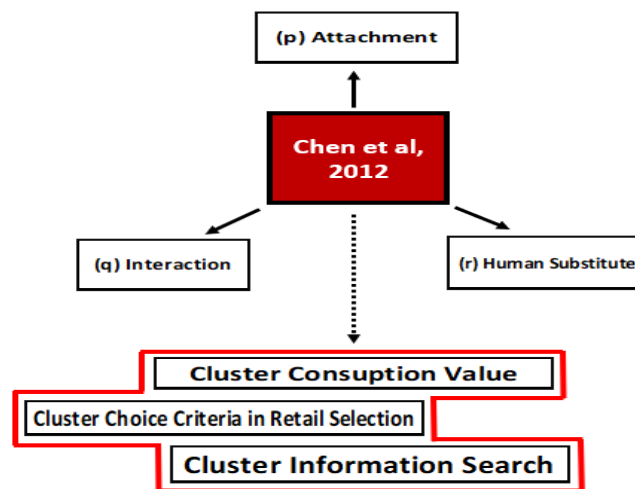 (p) Attachment
Chen et al,
2012
(q) Interaction
(r) Human Substitute
Cluster Consuption Value
Cluster Choice Criteria in Retail Selection
Cluster Information Search